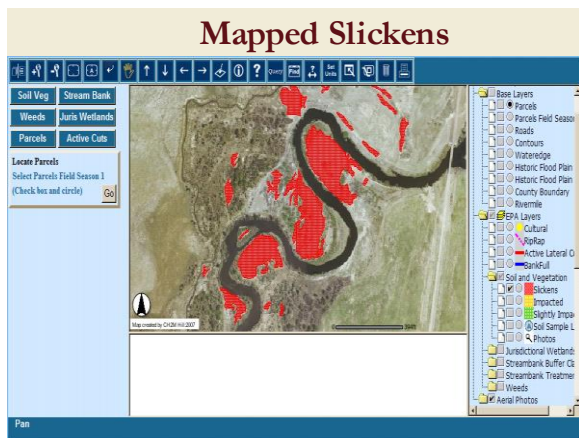 Mapped Slickens
Query
Find
Set
Units
Soil Veg
Stream Bank
Weeds
Juris Wetlands
Parcels
Active Cuts
Locate Parcels
Select Parcels Field Season 1
(Check box and circle)
Go
Map created by CH2M Hill:2007
Base Layers
Parcels
Parcels Field Season
Roads
Contours
Wateredge
Historic Flood Plain
Historic Flood Plain
County Boundary
Rivermile
EPA Layers
Cultural
RipRap
Active Lateral C
BankFull
Soil and Vegetation
Slickens
Impacted
Slightly Impa
Soil Sample L
Photos
Jurisdictional Wetlands
Streambank Buffer Cla
Streambank Treatmen
Weeds
Aerial Photos
Pan